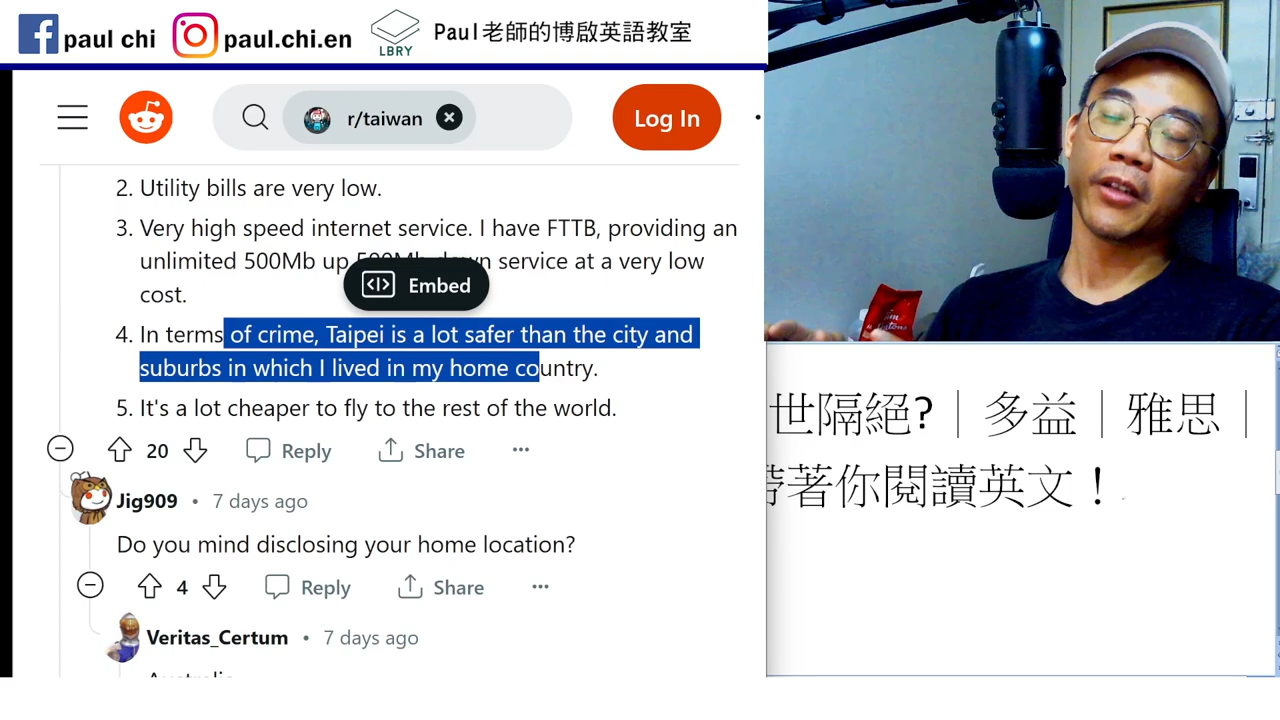 paul chi
paul.chi.en
LBRY
Paul老師的博啟英語教室
r/taiwan
Log In
2. Utility bills are very low.
3. Very high speed internet service. I have FTTB, providing an
unlimited 500Mb up 500Mb down service at a very low
cost.
Embed
4. In terms of crime, Taipei is a lot safer than the city and
suburbs in which I lived in my home country.
5. It's a lot cheaper to fly to the rest of the world.
20 Reply Share
Jig909 • 7 days ago
Do you mind disclosing your home location?
4 Reply Share
Veritas_Certum • 7 days ago
Australia
世隔絕?｜多益｜雅思｜
帶著你閱讀英文！